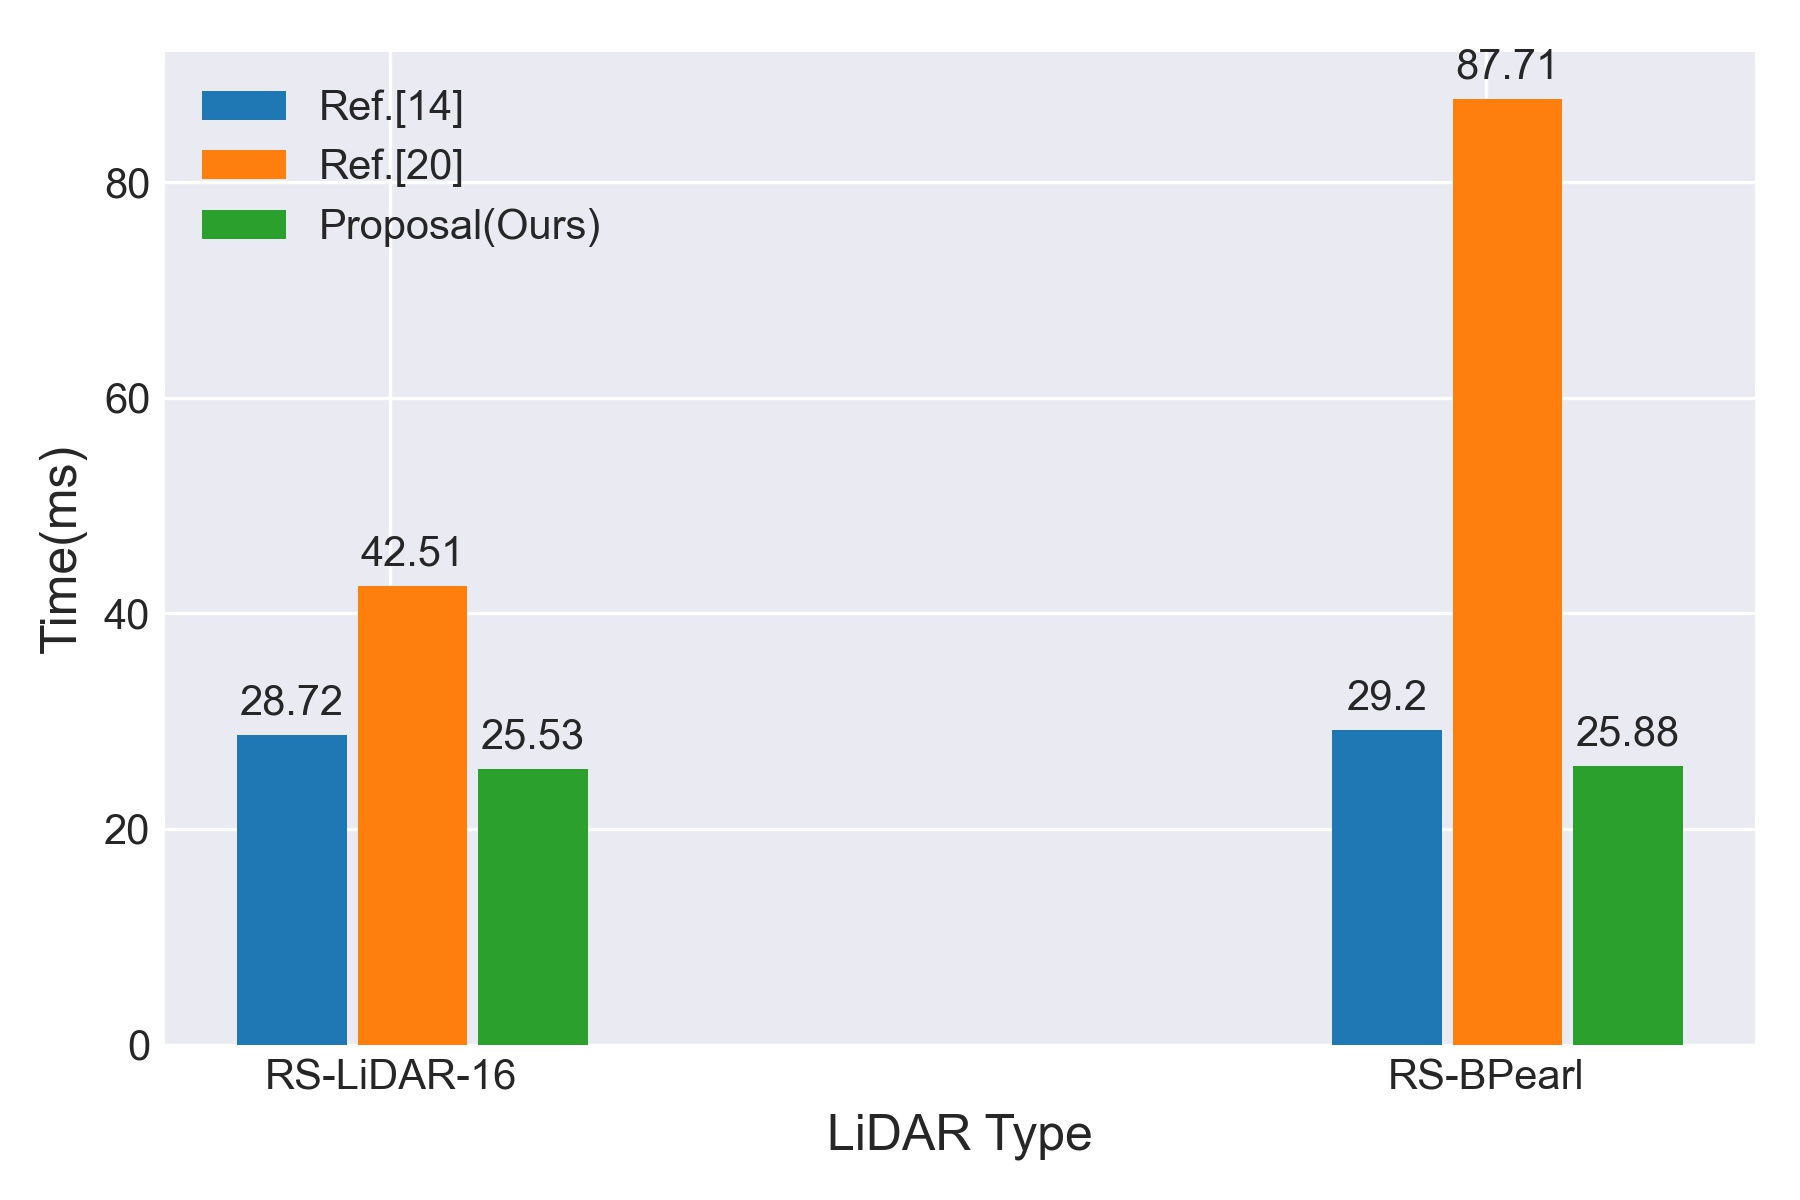 Ref.[14]
Ref.[20]
Proposal(Ours)
87.71
80
60
40
20
0
Time(ms)
28.72
42.51
25.53
29.2
25.88
RS-LiDAR-16
RS-BPearl
LiDAR Type